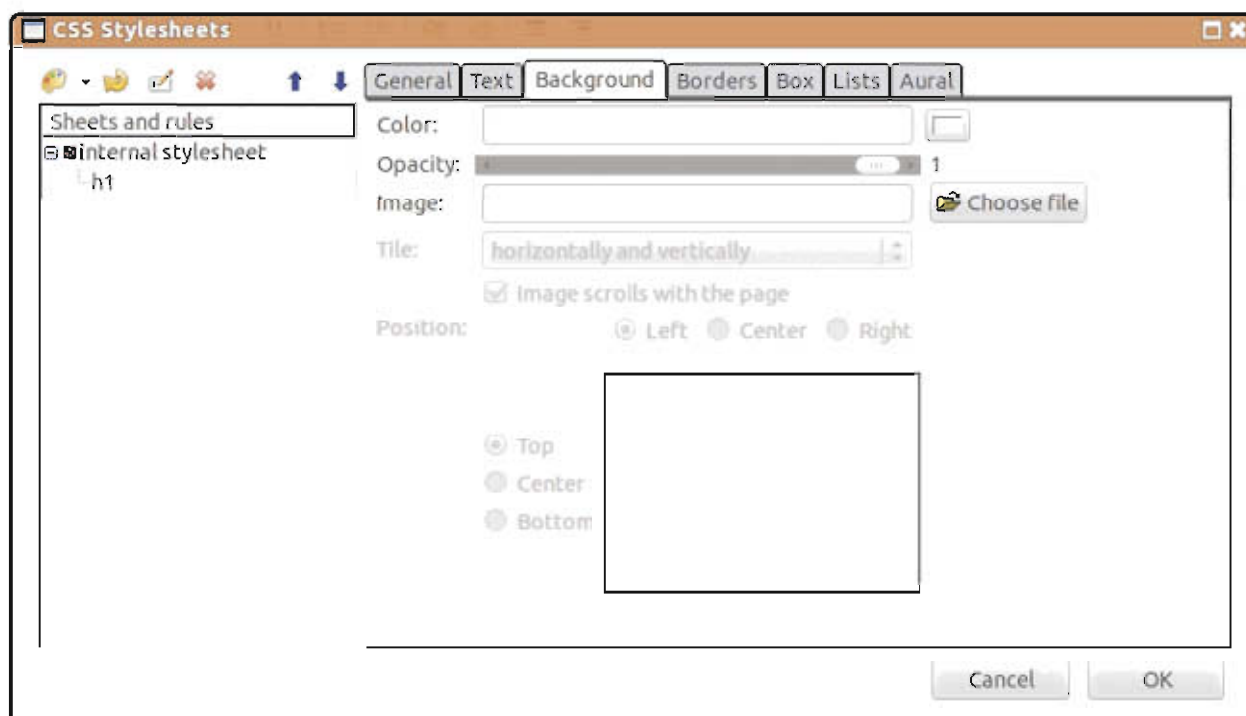 CSS Stylesheets
General Text Background Borders Box Lists Aural
Sheets and rules
internal stylesheet
h1
Color:
Opacity: 1
Image: Choose file
Tile: horizontally and vertically
Image scrolls with the page
Position: Left Center Right
Top
Center
Bottom
Cancel OK